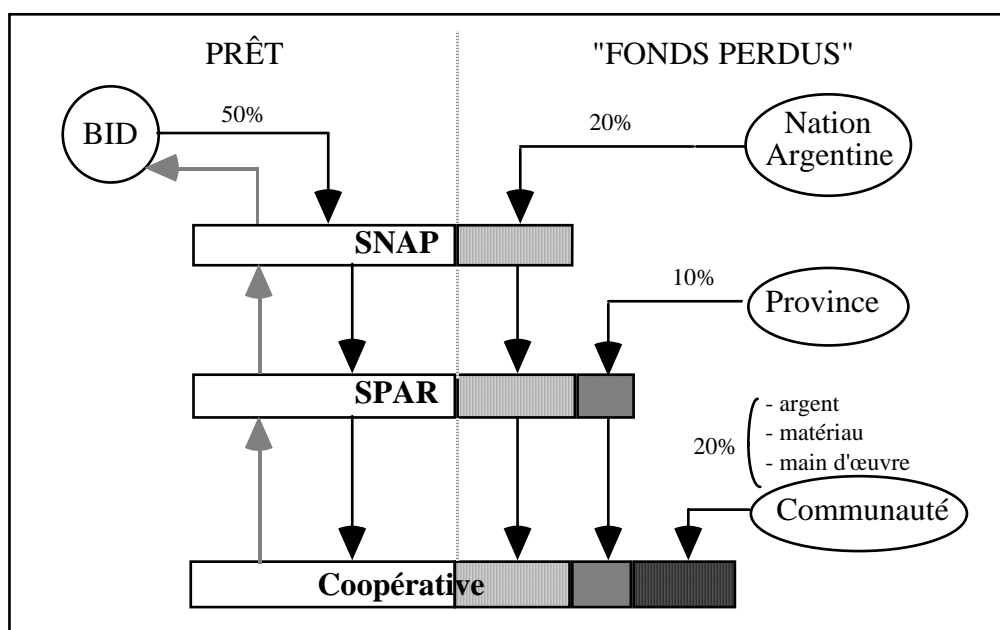 PRÊT
"FONDS PERDUS"
BID
50%
20%
Nation
Argentine
SNAP
10%
Province
SPAR
- argent
- matériau
- main d'œuvre
20%
Communauté
Coopérative